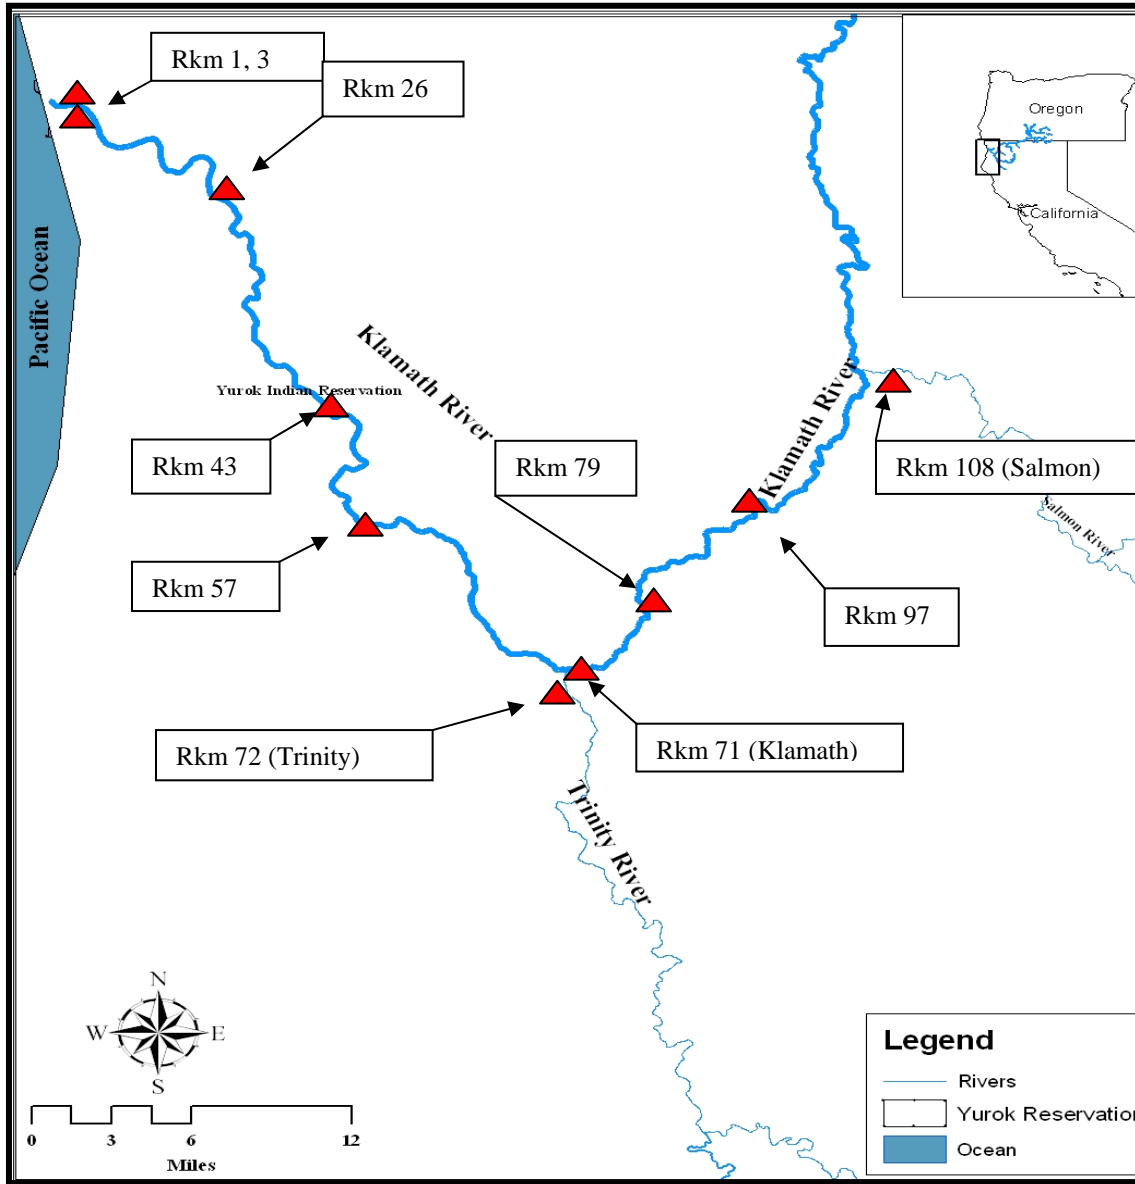 Rkm 1, 3
Rkm 26
Oregon
California
Pacific Ocean
Klamath River
Yurok Indian Reservation
Klamath River
Rkm 43
Rkm 79
Rkm 108 (Salmon)
Salmon River
Rkm 57
Rkm 97
Rkm 72 (Trinity)
Rkm 71 (Klamath)
Trinity River
N
W
E
S
0 3 6 12
Miles
Legend
Rivers
Yurok Reservation
Ocean